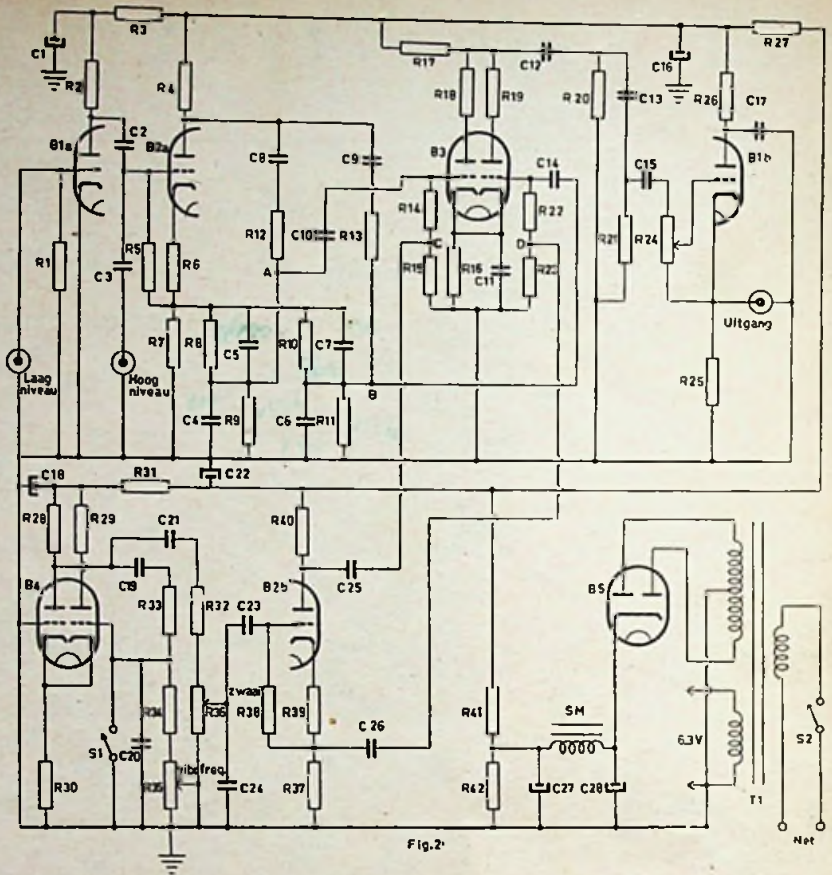 C1
R3
R27
R2
R4
R17
C12
C16
R18
R19
R20
C13
R26
C17
B1a
C2
B2a
C8
C9
B3
C14
C15
B1b
R1
R5
R6
C3
R12
C10
R13
R14
C
R15
R16
C11
R22
D
R23
R21
R24
A
Uitgang
Laag
niveau
Hoog
niveau
R7
R8
C5
R10
C7
B
R25
C4
R9
C6
R11
C18
R31
C22
R28
R29
C21
R40
C19
C25
B4
R33
R32
C23
B2b
B5
zwaai
R34
R36
R38
R39
C26
R41
SM
6.3V
S2
S1
C20
vibr freq.
R30
R35
C24
R37
R42
C27
C28
T1
Net
Fig.2